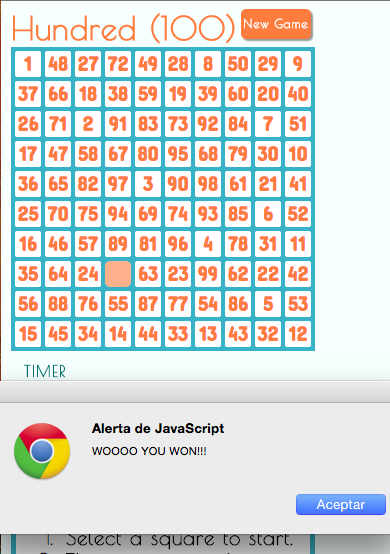 Hundred (100) New Game
1 48 27 72 49 28 8 50 29 9
37 66 18 38 59 19 39 60 20 40
26 71 2 91 83 73 92 84 7 51
17 47 58 67 80 95 68 79 30 10
36 65 82 97 3 90 98 61 21 41
25 70 75 94 69 74 93 85 6 52
16 46 57 89 81 96 4 78 31 11
35 64 24 63 23 99 62 22 42
56 88 76 55 87 77 54 86 5 53
15 45 34 14 44 33 13 43 32 12
TIMER
Alerta de JavaScript
WOOOO YOU WON!!!
Aceptar
1. Select a square to start.